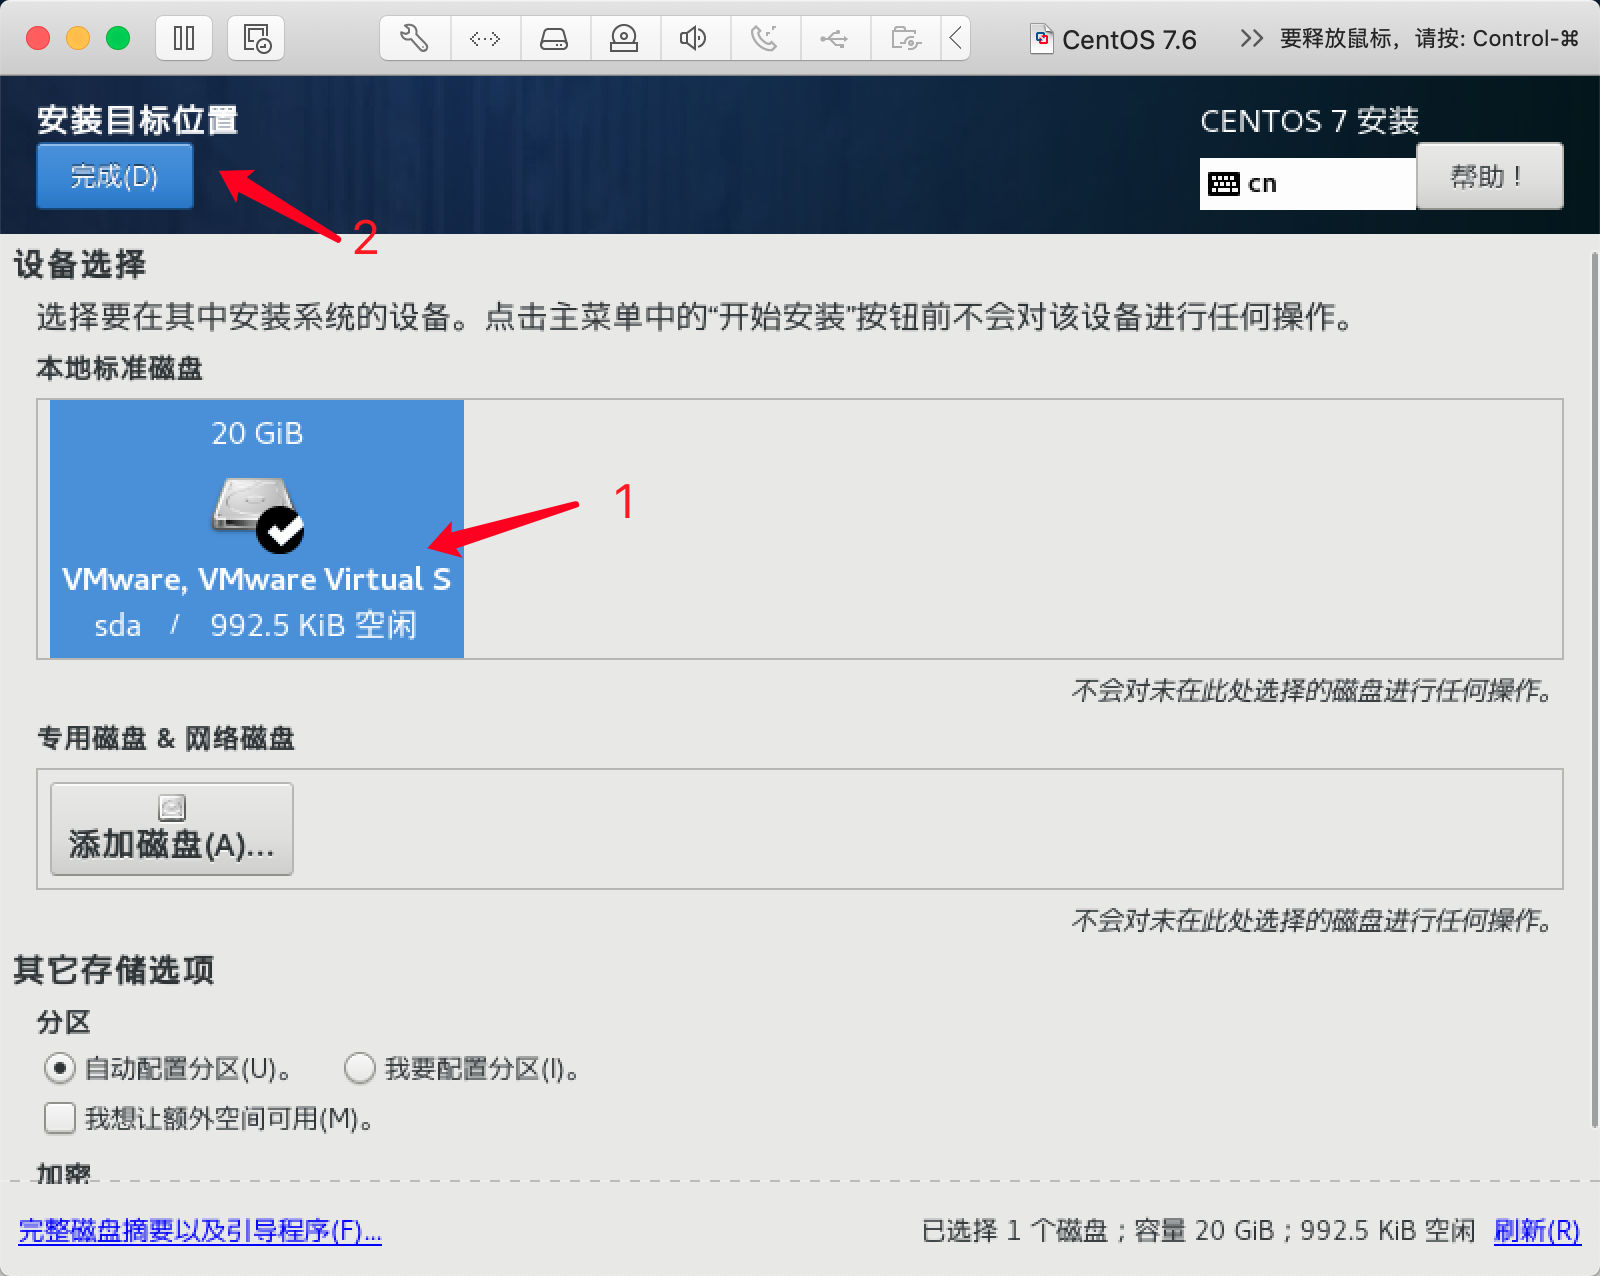 CentOS 7.6
要释放鼠标，请按: Control-⌘
安装目标位置
CENTOS 7 安装
完成(D)
cn
帮助！
2
设备选择
选择要在其中安装系统的设备。点击主菜单中的“开始安装”按钮前不会对该设备进行任何操作。
本地标准磁盘
20 GiB
1
VMware, VMware Virtual S
sda / 992.5 KiB 空闲
不会对未在此处选择的磁盘进行任何操作。
专用磁盘 & 网络磁盘
添加磁盘(A)...
不会对未在此处选择的磁盘进行任何操作。
其它存储选项
分区
自动配置分区(U)。 我要配置分区(I)。
我想让额外空间可用(M)。
加密
完整磁盘摘要以及引导程序(F)...
已选择 1 个磁盘；容量 20 GiB；992.5 KiB 空闲 刷新(R)